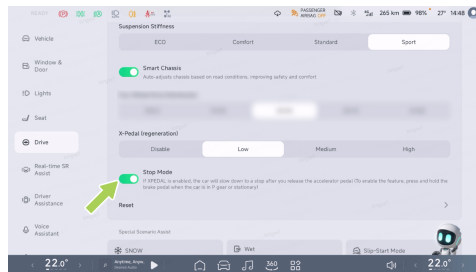 READY
PASSENGER
AIRBAG OFF
265 km
98%
27°
14:48
Suspension Stiffness
ECO
Comfort
Standard
Sport
Vehicle
Window &
Door
Lights
Seat
Drive
Real-time SR
Assist
Driver
Assistance
Voice
Assistant
Smart Chassis
Auto-adjusts chassis based on road conditions, improving safety and comfort
X-Pedal (regeneration)
Disable
Low
Medium
High
Stop Mode
If XPEDAL is enabled, the car will slow down to a stop after you release the accelerator pedal.(To enable the feature, press and hold the
brake pedal when the car is in P gear or stationary)
Reset
Special Scenario Assist
SNOW
Wet
Slip-Start Mode
22.0°
360
22.0°